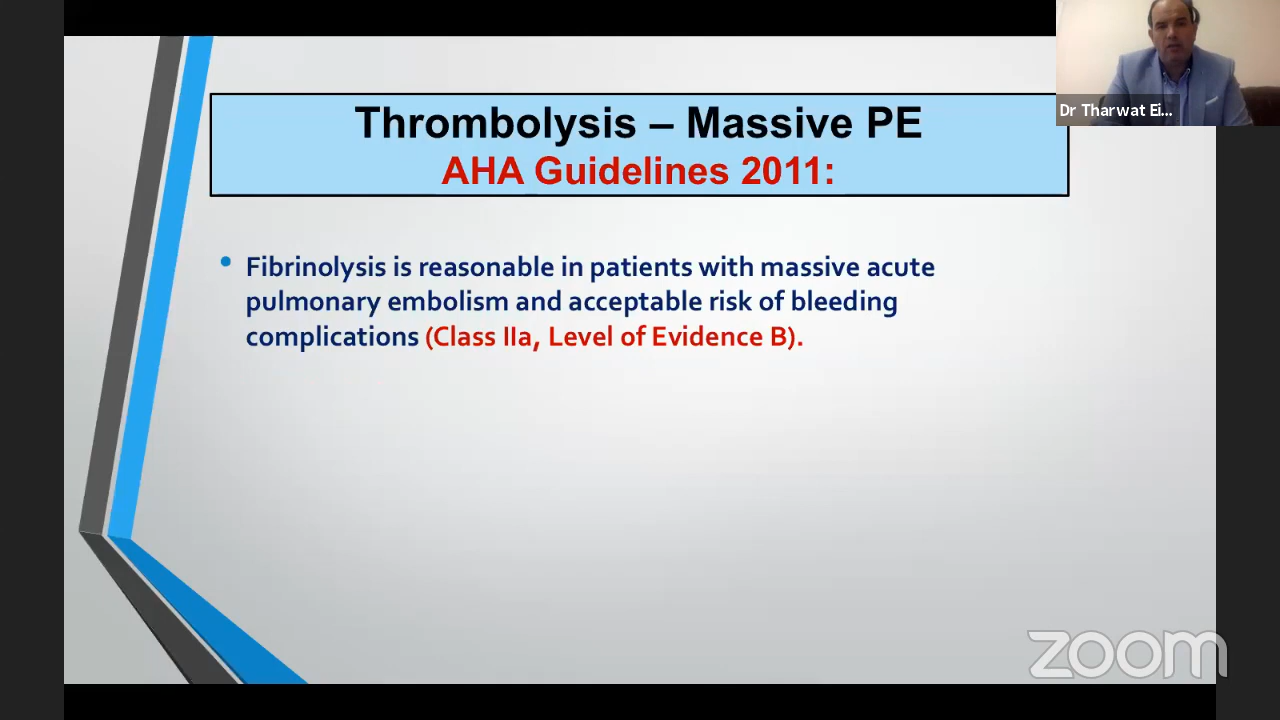 Thrombolysis – Massive PE
AHA Guidelines 2011:
Dr Tharwat Ei...
• Fibrinolysis is reasonable in patients with massive acute
pulmonary embolism and acceptable risk of bleeding
complications (Class IIa, Level of Evidence B).
zoom